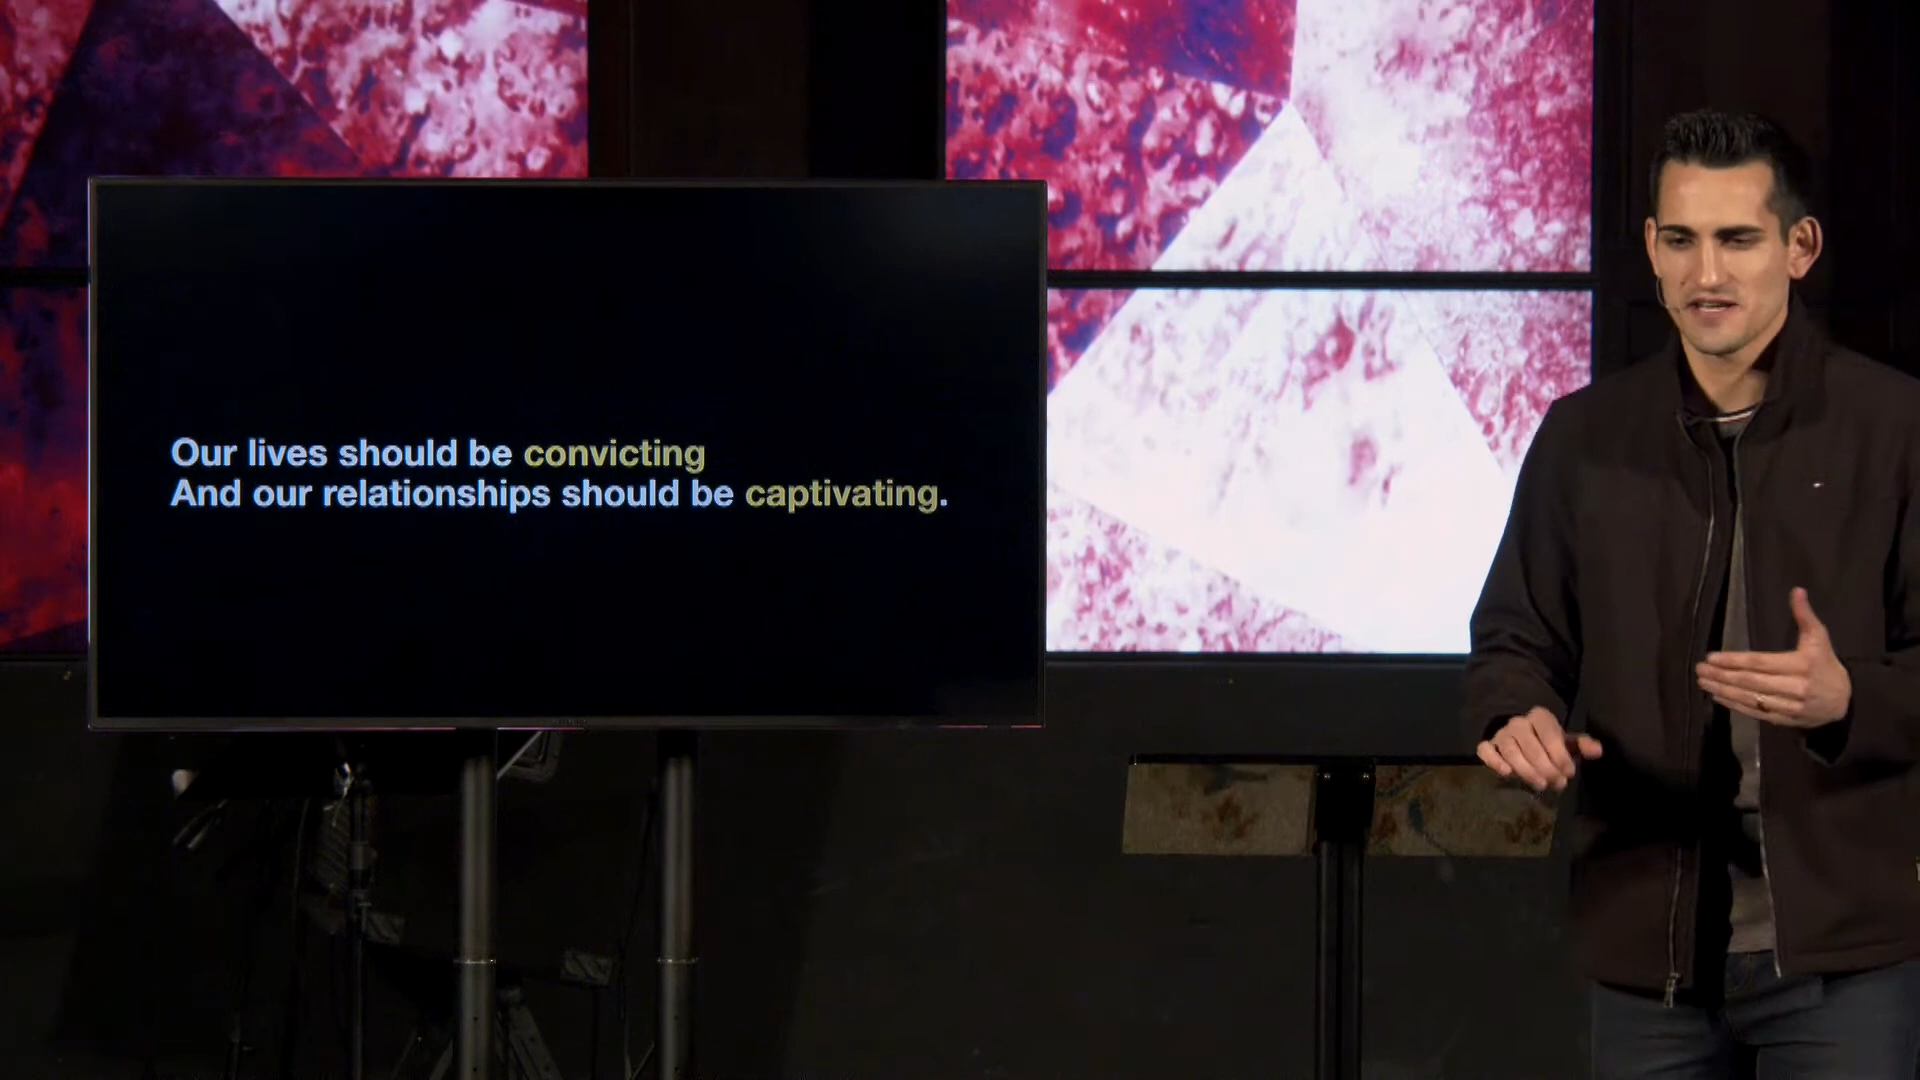 Our lives should be convicting
And our relationships should be captivating.